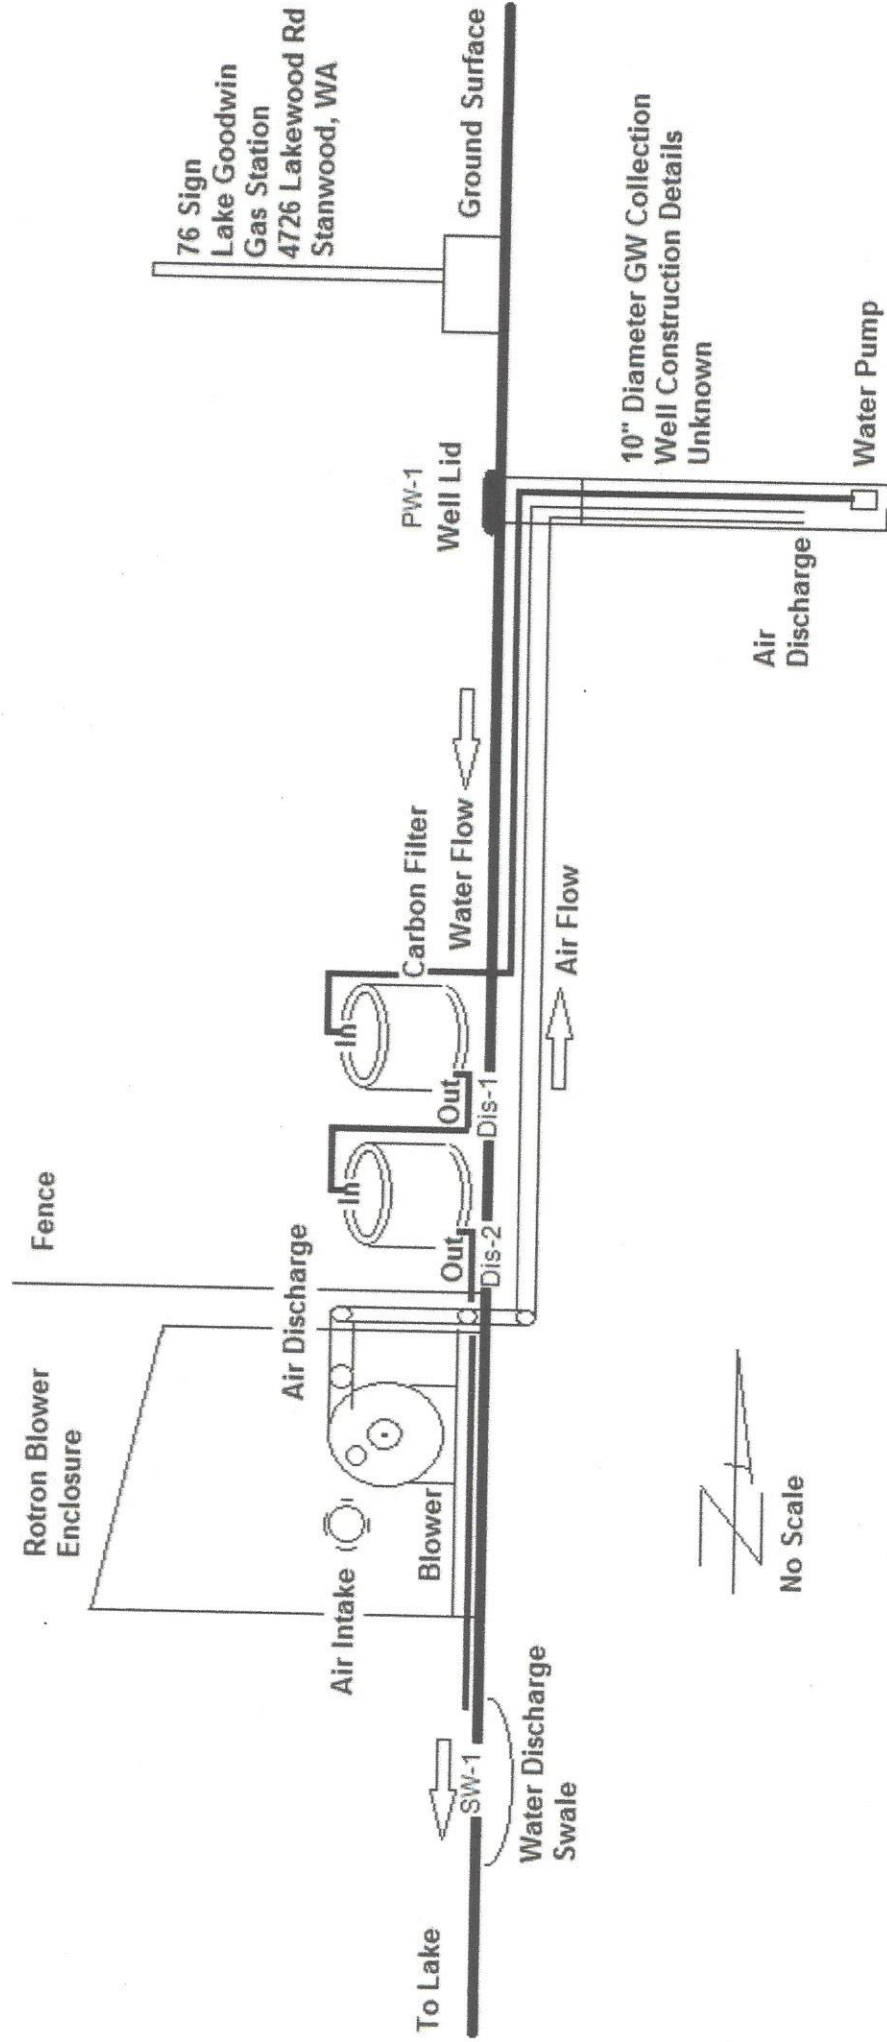 76 Sign
Lake Goodwin
Gas Station
4726 Lakewood Rd
Stanwood, WA
Ground Surface
PW-1
Well Lid
10" Diameter GW Collection
Well Construction Details
Unknown
Water Pump
Air
Discharge
Water Flow
Air Flow
Carbon Filter
In
Out
Dis-1
In
Out
Dis-2
Fence
Air Discharge
Rotron Blower
Enclosure
Air Intake
Blower
SW-1
Water Discharge
Swale
To Lake
N
No Scale